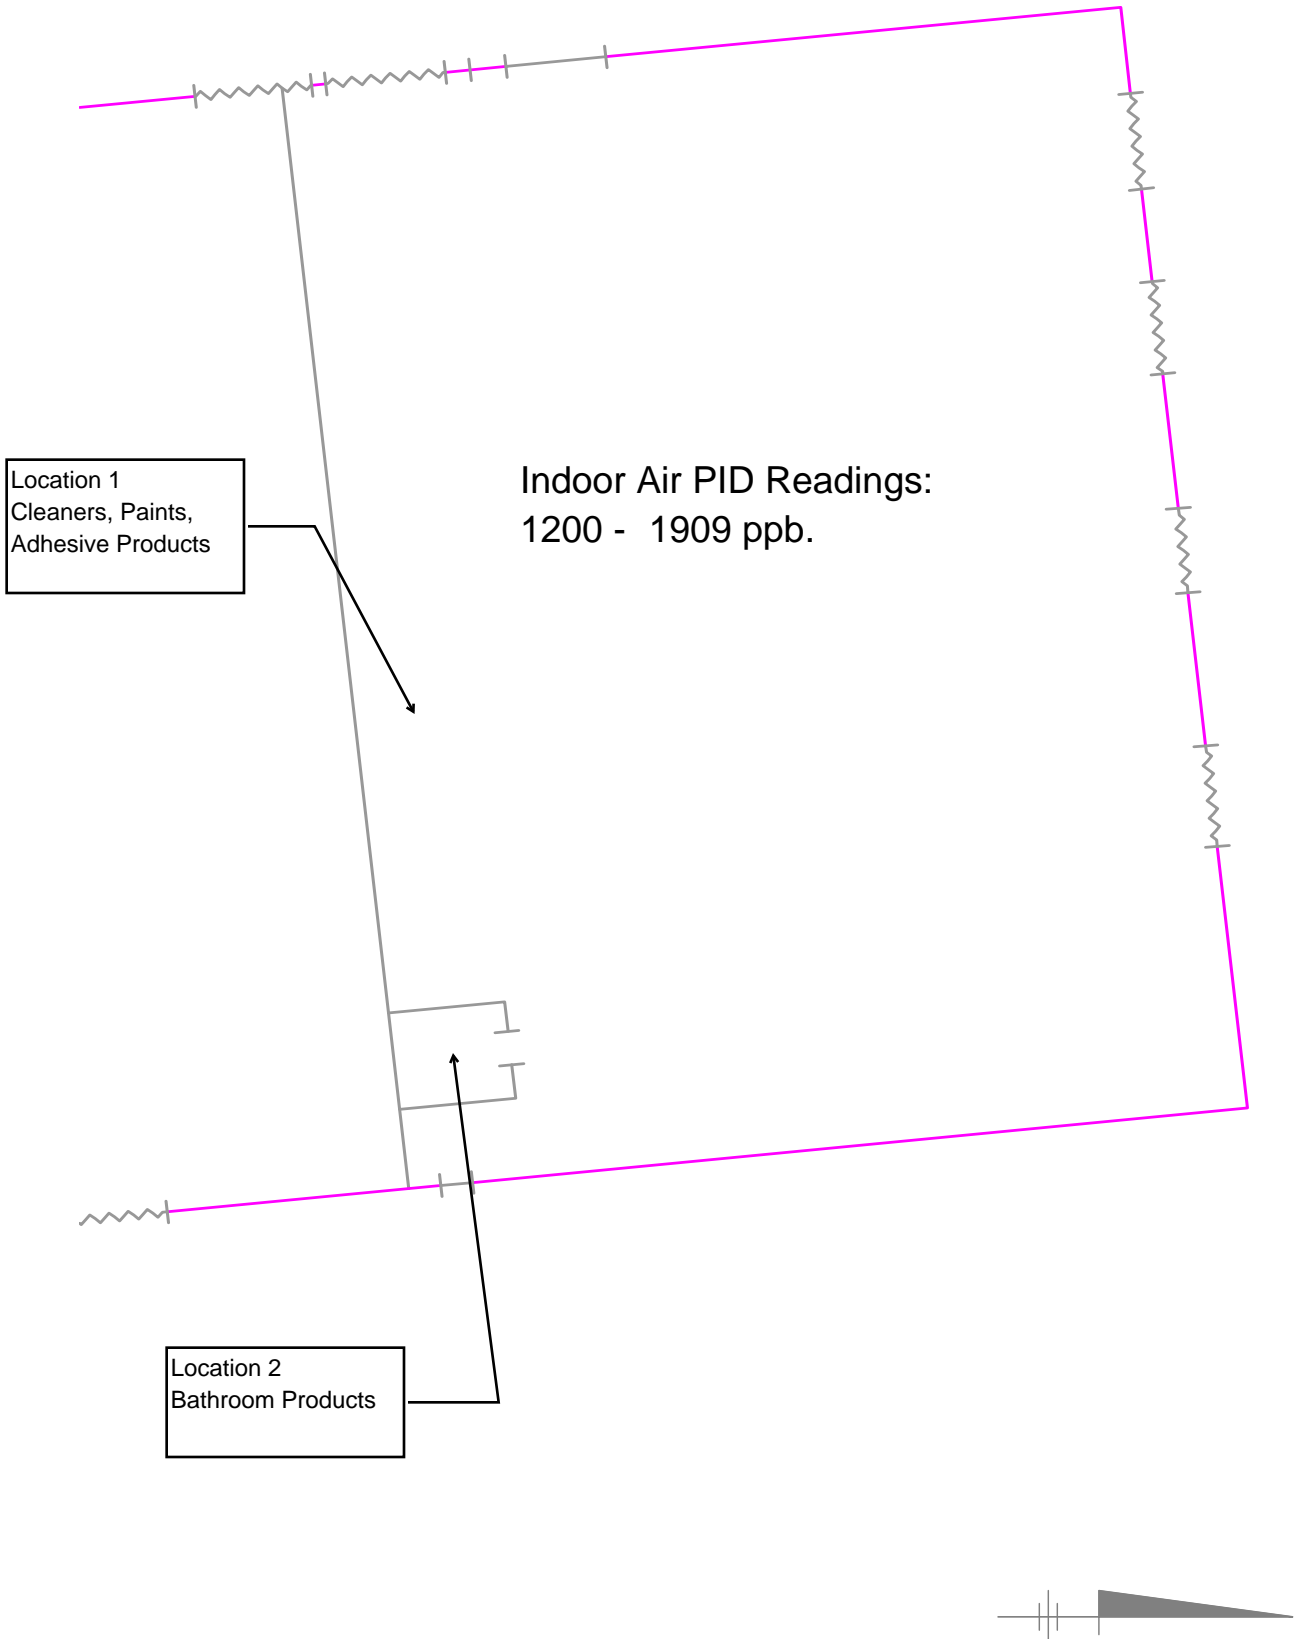 Indoor Air PID Readings:
1200 - 1909 ppb.
Location 1
Cleaners, Paints,
Adhesive Products
Location 2
Bathroom Products